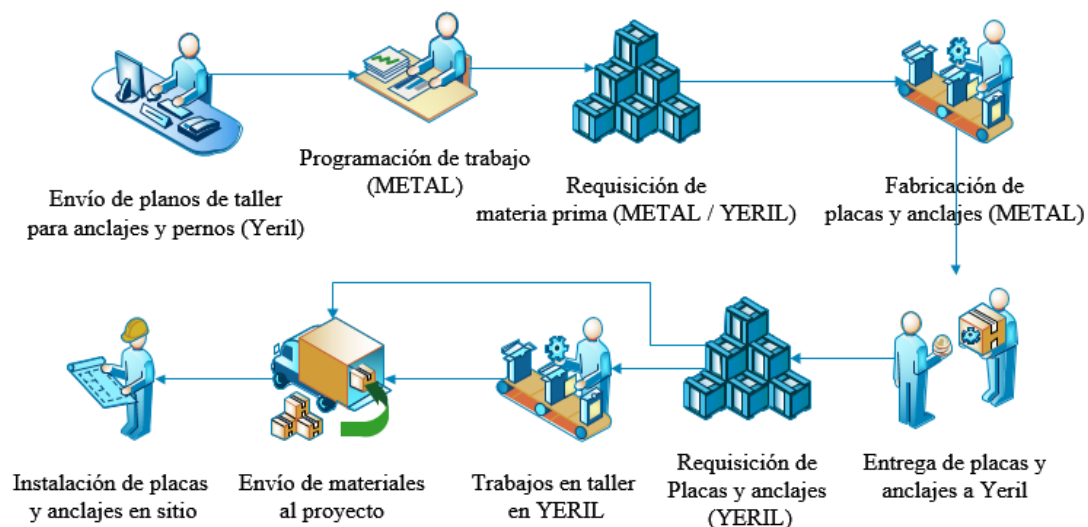 Envío de planos de taller
para anclajes y pernos (Yeril)
Programación de trabajo
(METAL)
Requisición de
materia prima (METAL / YERIL)
Fabricación de
placas y anclajes (METAL)
Instalación de placas
y anclajes en sitio
Envío de materiales
al proyecto
Trabajos en taller
en YERIL
Requisición de
Placas y anclajes
(YERIL)
Entrega de placas y
anclajes a Yeril